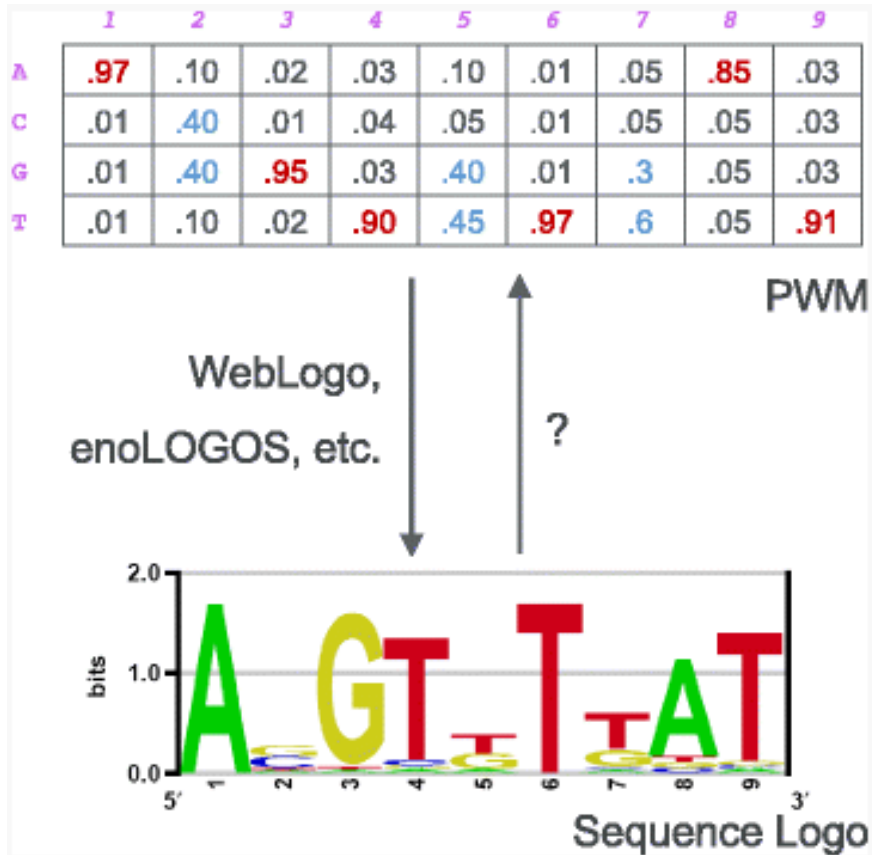 1 2 3 4 5 6 7 8 9
A .97 .10 .02 .03 .10 .01 .05 .85 .03
C .01 .40 .01 .04 .05 .01 .05 .05 .03
G .01 .40 .95 .03 .40 .01 .3 .05 .03
T .01 .10 .02 .90 .45 .97 .6 .05 .91
PWM
WebLogo,
enoLOGOS, etc.
?
2.0
1.0
0.0
bits
A G T T T T A T
G C G G
5′ 1 2 3 4 5 6 7 8 9 3′
Sequence Logo